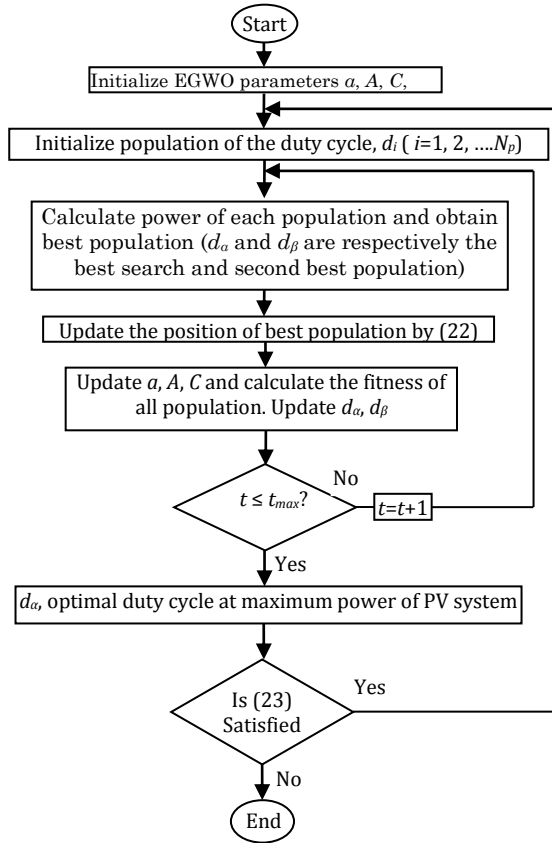 Start
Initialize EGWO parameters a, A, C,
Initialize population of the duty cycle, dᵢ ( i=1, 2, ....Nₚ)
Calculate power of each population and obtain
best population (dₐ and dᵦ are respectively the
best search and second best population)
Update the position of best population by (22)
Update a, A, C and calculate the fitness of
all population. Update d_α, d_β
No
t ≤ t_max?
t=t+1
Yes
d_α, optimal duty cycle at maximum power of PV system
Is (23)
Satisfied
Yes
No
End